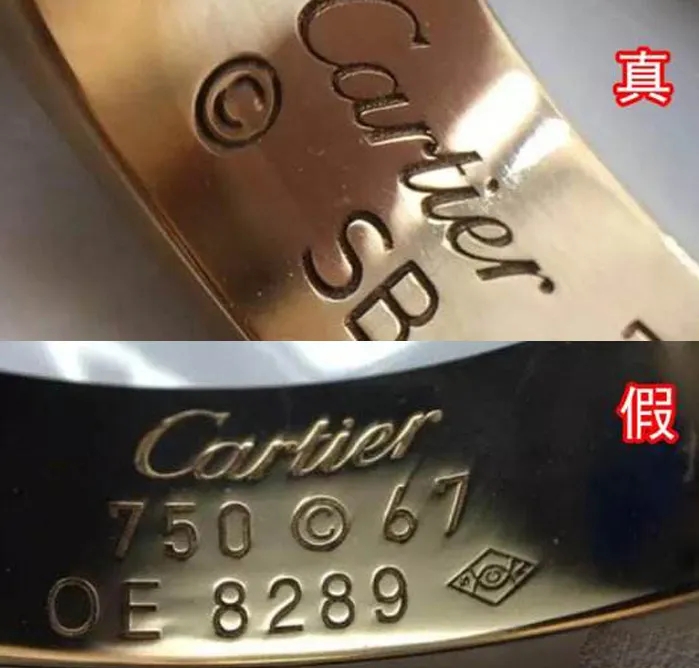 真
© Cartier
SB
假
Cartier
750 © 67
OE 8289